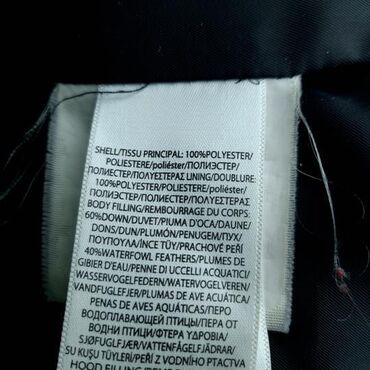 SHELL/TISSU PRINCIPAL: 100%POLYESTER/
POLIESTERE/poliéster/ПОЛИЭСТЕР/
ПОЛИЕСТЕР/ΠΟΛΥΕΣΤΕΡΑΣ LINING/DOUBLURE:
100%POLYESTER/POLIESTERE/poliéster/
ПОЛИЭСТЕР/ПОЛИЕСТЕР/ΠΟΛΥΕΣΤΕΡΑΣ
BODY FILLING/REMBOURRAGE DU CORPS:
60%DOWN/DUVET/PIUMA D'OCA/DAUNE/
DONS/DUN/PLUMÓN/PENUGEM/ПУХ/
ΠΟΥΠΟΥΛΑ/İNCE TÜY/PRACHOVÉ PEŘÍ
40%WATERFOWL FEATHERS/PLUMES DE
GIBIER D'EAU/PENNE DI UCCELLI ACQUATICI/
WASSERVOGELFEDERN/WATERVOGELVEREN/
VANDFUGLEFJER/PLUMAS DE AVE ACUÁTICA/
PENAS DE AVES AQUÁTICAS/ПЕРО
ВОДОПЛАВАЮЩЕЙ ПТИЦЫ/ПЕРА ОТ
ВОДНИ ПТИЦИ/ΦΤΕΡΑ ΥΔΡΟΒΙΑ/
SJØFUGLFJÆR/VATTENFÅGELFJÄDRAR/
SU KUŞU TÜYLERİ/PEŘÍ Z VODNÍHO PTACTVA
HOOD FILLING/